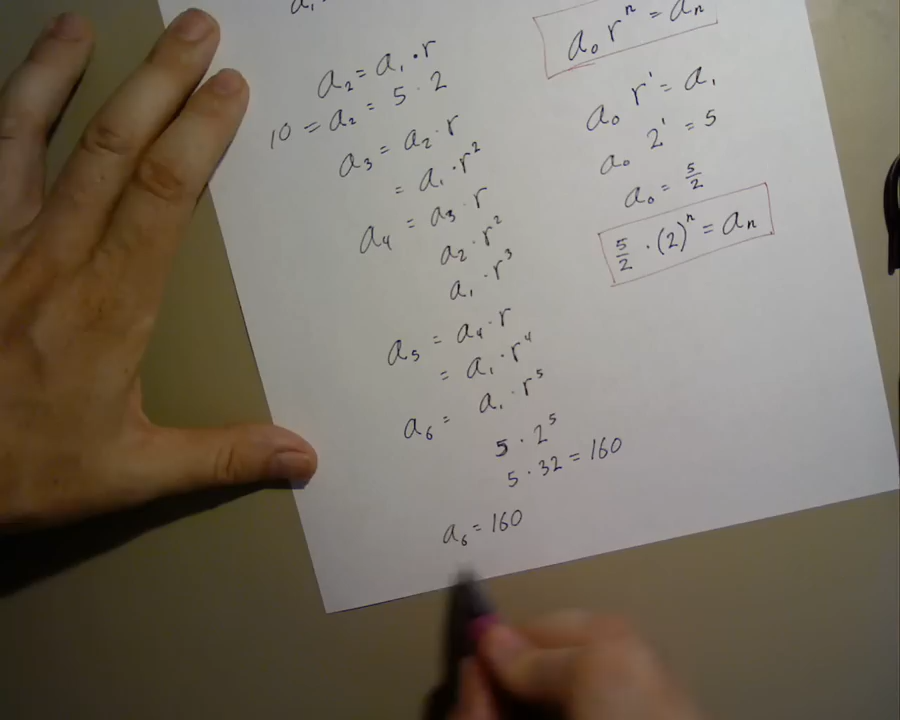 a₁
a₂ = a₁ · r
10 = a₂ = 5 · 2
a₃ = a₂ · r
= a₁ · r²
a₄ = a₃ · r
a₂ · r²
a₁ · r³
a₅ = a₄ · r
= a₁ · r⁴
a₆ = a₁ · r⁵
5 · 2⁵
5 · 32 = 160
a₆ = 160
a₀ rⁿ = aₙ
a₀ r¹ = a₁
a₀ 2¹ = 5
a₀ = 5/2
5/2 · (2)ⁿ = aₙ